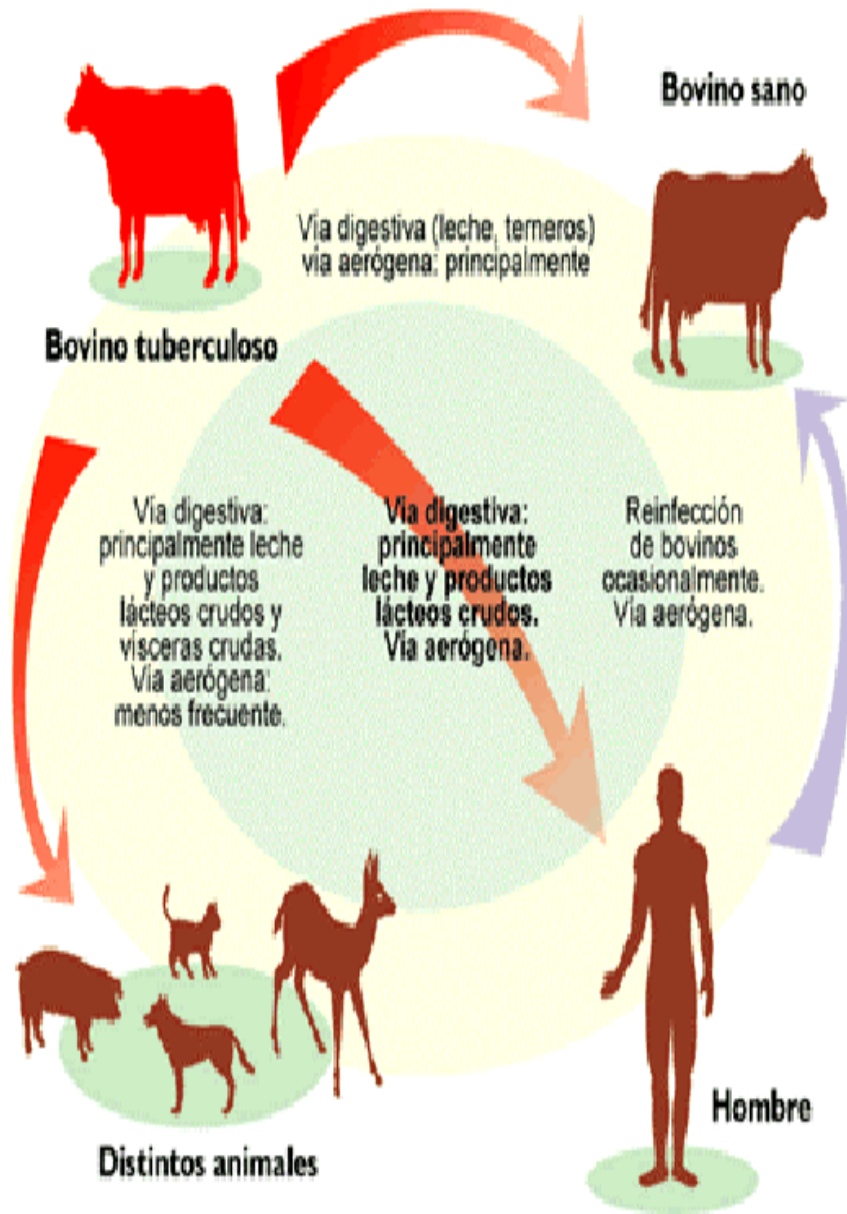 Bovino sano
Vía digestiva (leche, terneros)
vía aerógena: principalmente
Bovino tuberculoso
Vía digestiva:
principalmente leche
y productos
lácteos crudos y
vísceras crudas.
Vía aerógena:
menos frecuente.
Vía digestiva:
principalmente
leche y productos
lácteos crudos.
Vía aerógena.
Reinfección
de bovinos
ocasionalmente.
Vía aerógena.
Distintos animales
Hombre